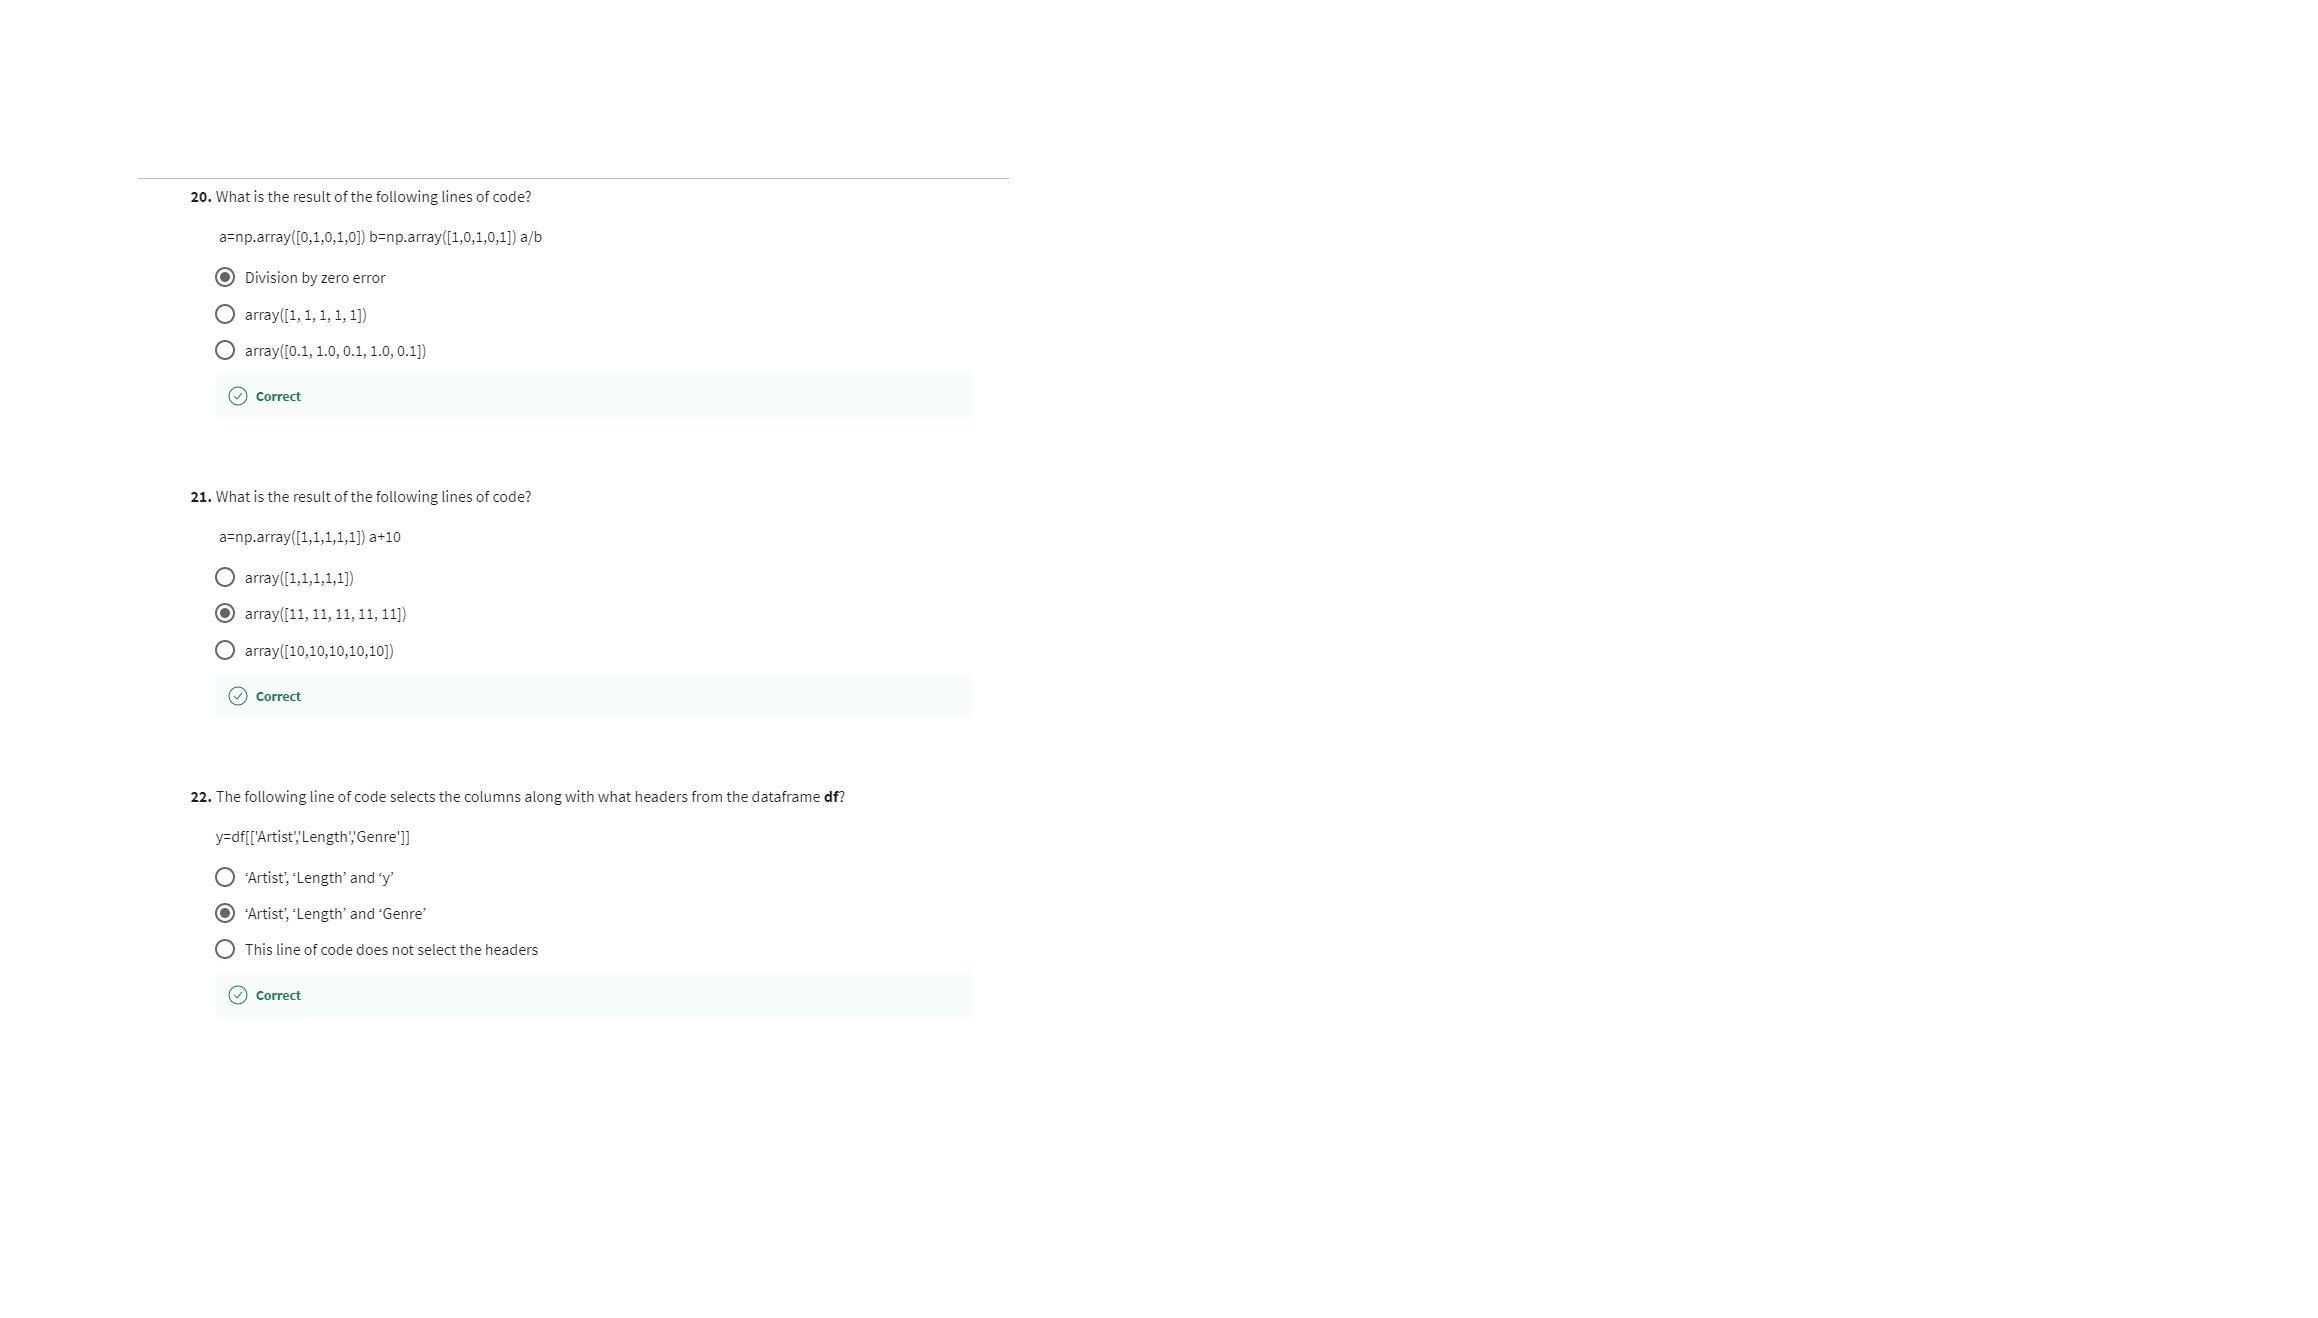 20. What is the result of the following lines of code?
a=np.array([0,1,0,1,0]) b=np.array([1,0,1,0,1]) a/b
Division by zero error
array([1, 1, 1, 1, 1])
array([0.1, 1.0, 0.1, 1.0, 0.1])
Correct
21. What is the result of the following lines of code?
a=np.array([1,1,1,1,1]) a+10
array([1,1,1,1,1])
array([11, 11, 11, 11, 11])
array([10,10,10,10,10])
Correct
22. The following line of code selects the columns along with what headers from the dataframe df?
y=df[['Artist','Length','Genre']]
‘Artist’, ‘Length’ and ‘y’
‘Artist’, ‘Length’ and ‘Genre’
This line of code does not select the headers
Correct